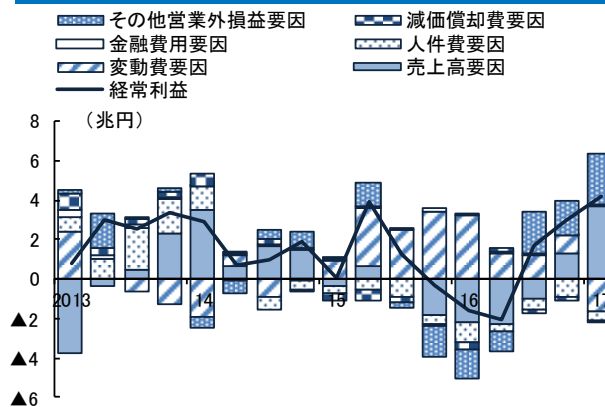 その他営業外損益要因 減価償却費要因
金融費用要因 人件費要因
変動費要因 売上高要因
経常利益
(兆円)
8
6
4
2
0
▲2
▲4
▲6
2013 14 15 16 17